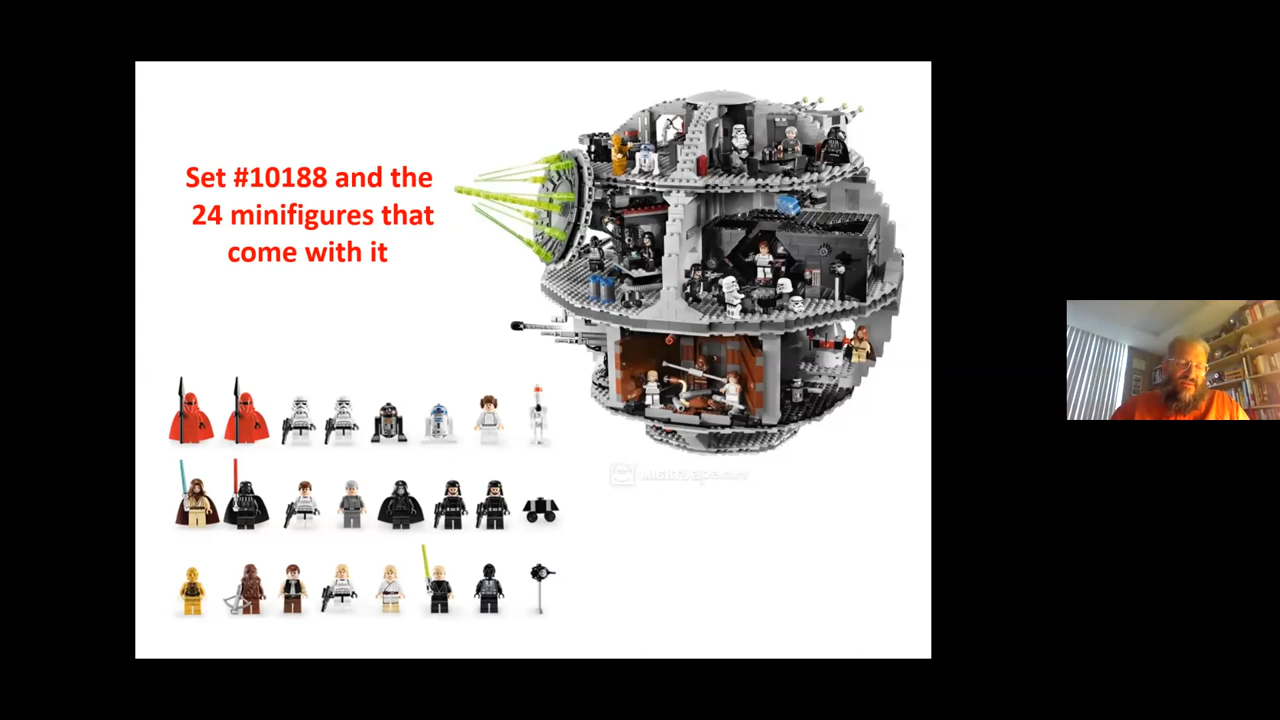 Set #10188 and the
24 minifigures that
come with it